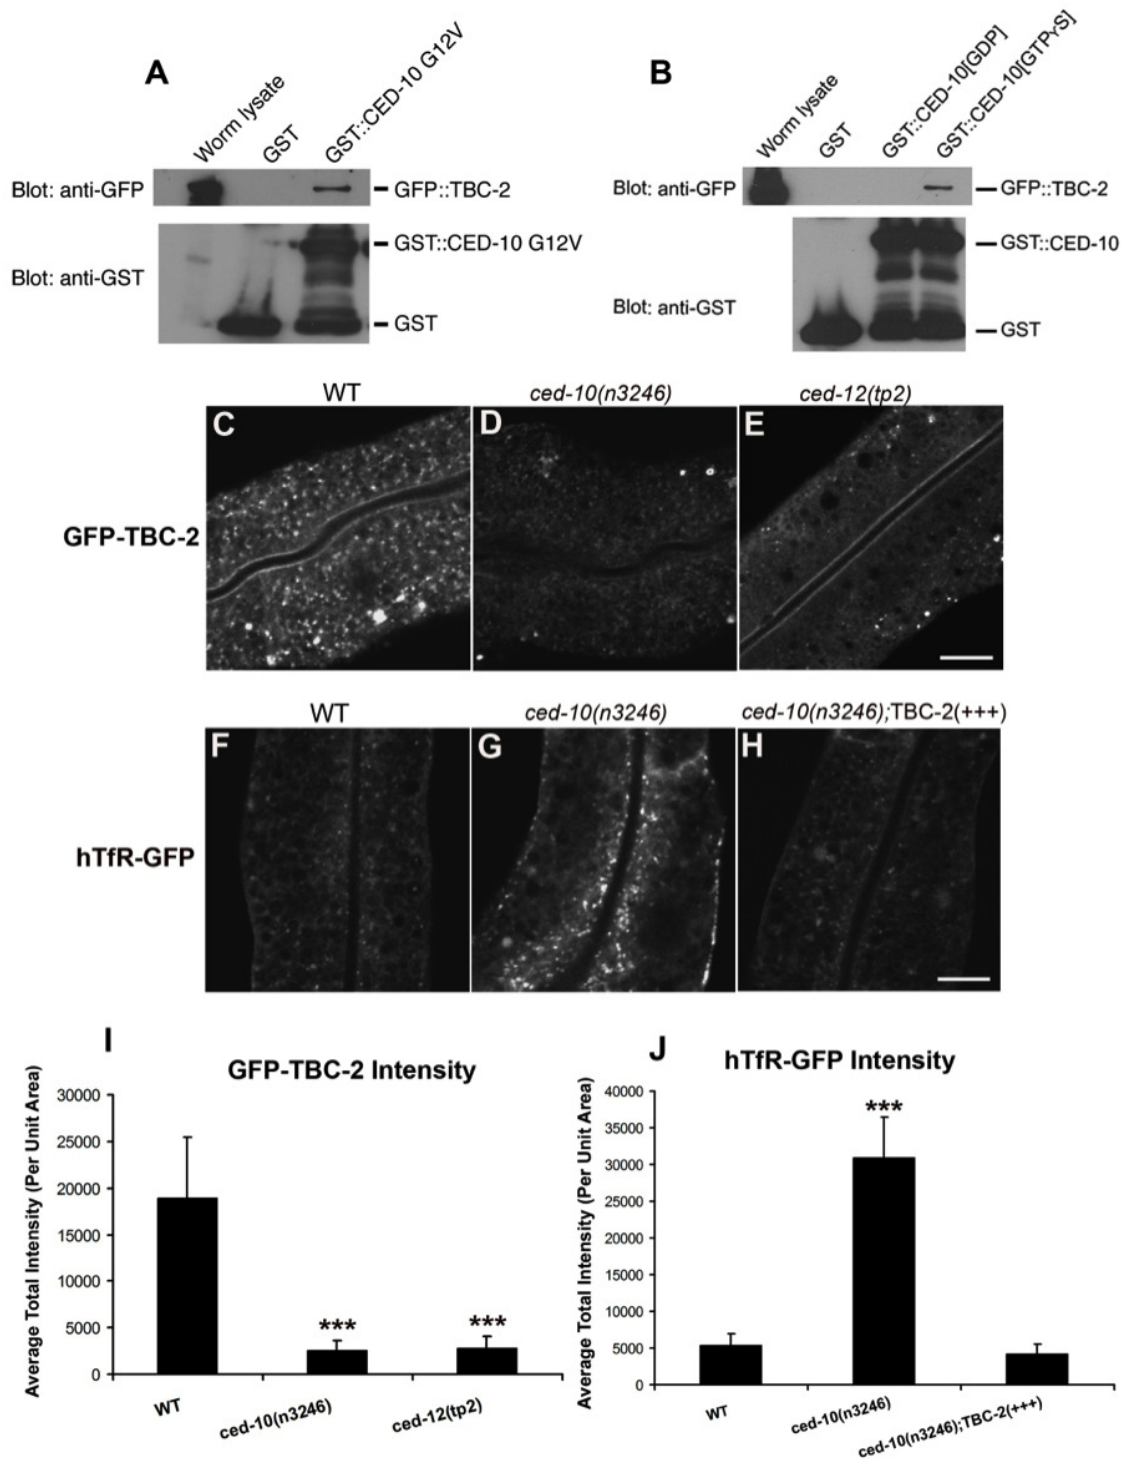 A
Worm lysate
GST
GST::CED-10 G12V
Blot: anti-GFP
GFP::TBC-2
GST::CED-10 G12V
Blot: anti-GST
GST
B
Worm lysate
GST
GST::CED-10[GDP]
GST::CED-10[GTPγS]
Blot: anti-GFP
GFP::TBC-2
GST::CED-10
Blot: anti-GST
GST
WT
ced-10(n3246)
ced-12(tp2)
C
D
E
GFP-TBC-2
WT
ced-10(n3246)
ced-10(n3246);TBC-2(+++)
F
G
H
hTfR-GFP
I
GFP-TBC-2 Intensity
Average Total Intensity (Per Unit Area)
30000
25000
20000
15000
10000
5000
0
***
***
WT
ced-10(n3246)
ced-12(tp2)
J
hTfR-GFP Intensity
Average Total Intensity (Per Unit Area)
40000
35000
30000
25000
20000
15000
10000
5000
0
***
WT
ced-10(n3246)
ced-10(n3246);TBC-2(+++)